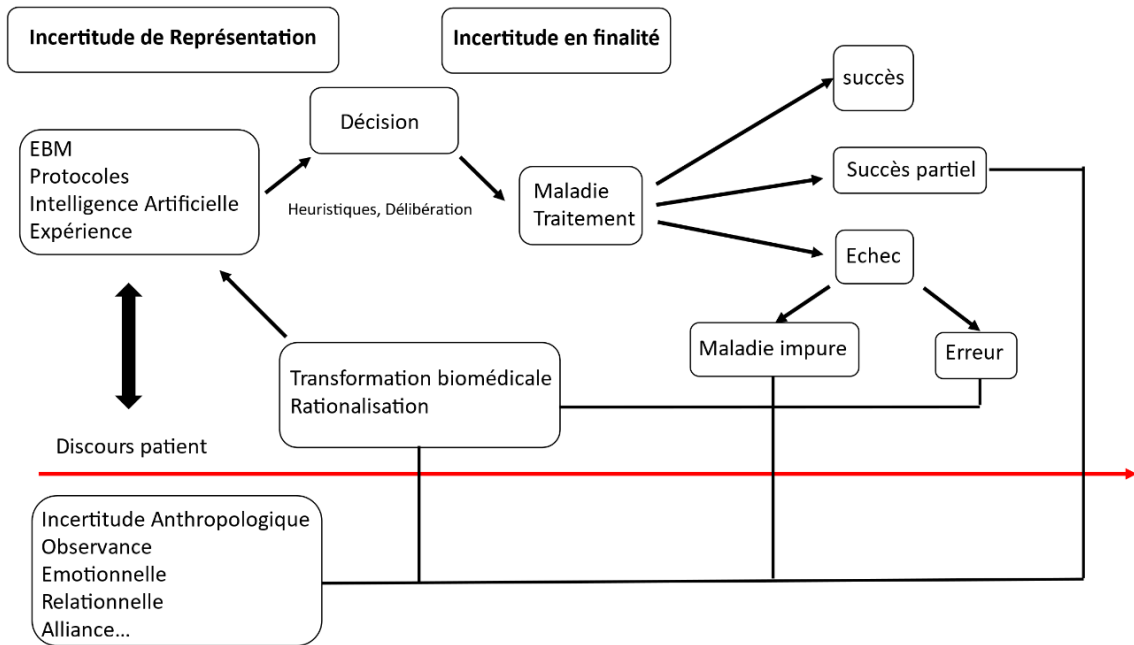 Incertitude de Représentation
Incertitude en finalité
succès
Décision
EBM
Protocoles
Intelligence Artificielle
Expérience
Heuristiques, Délibération
Maladie
Traitement
Succès partiel
Echec
Maladie impure
Erreur
Transformation biomédicale
Rationalisation
Discours patient
Incertitude Anthropologique
Observance
Emotionnelle
Relationnelle
Alliance...